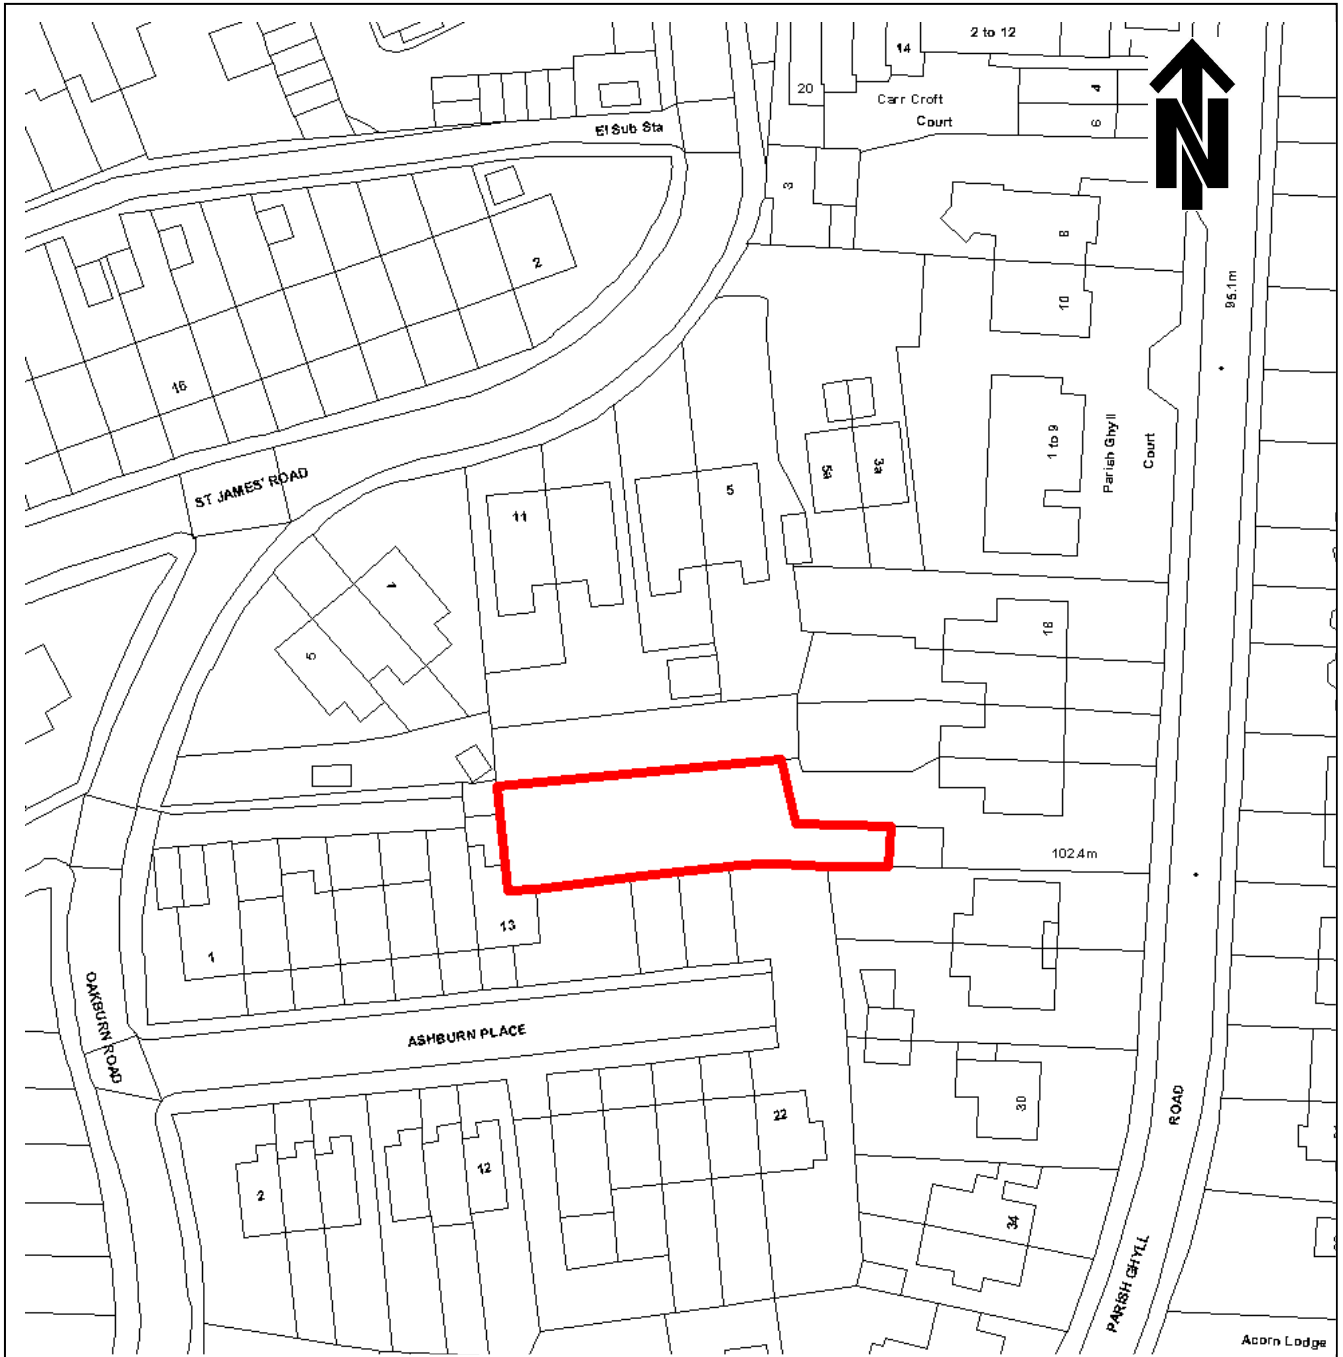 2 to 12
14
20
Carr Croft
Court
4
6
N
El Sub Sta
3
8
2
10
95.1m
16
1 to 9
Parish Ghyll
Court
5a
3a
5
ST JAMES' ROAD
11
1
5
18
102.4m
13
1
OAKBURN ROAD
ASHBURN PLACE
30
22
ROAD
12
2
34
PARISH GHYLL
Acorn Lodge